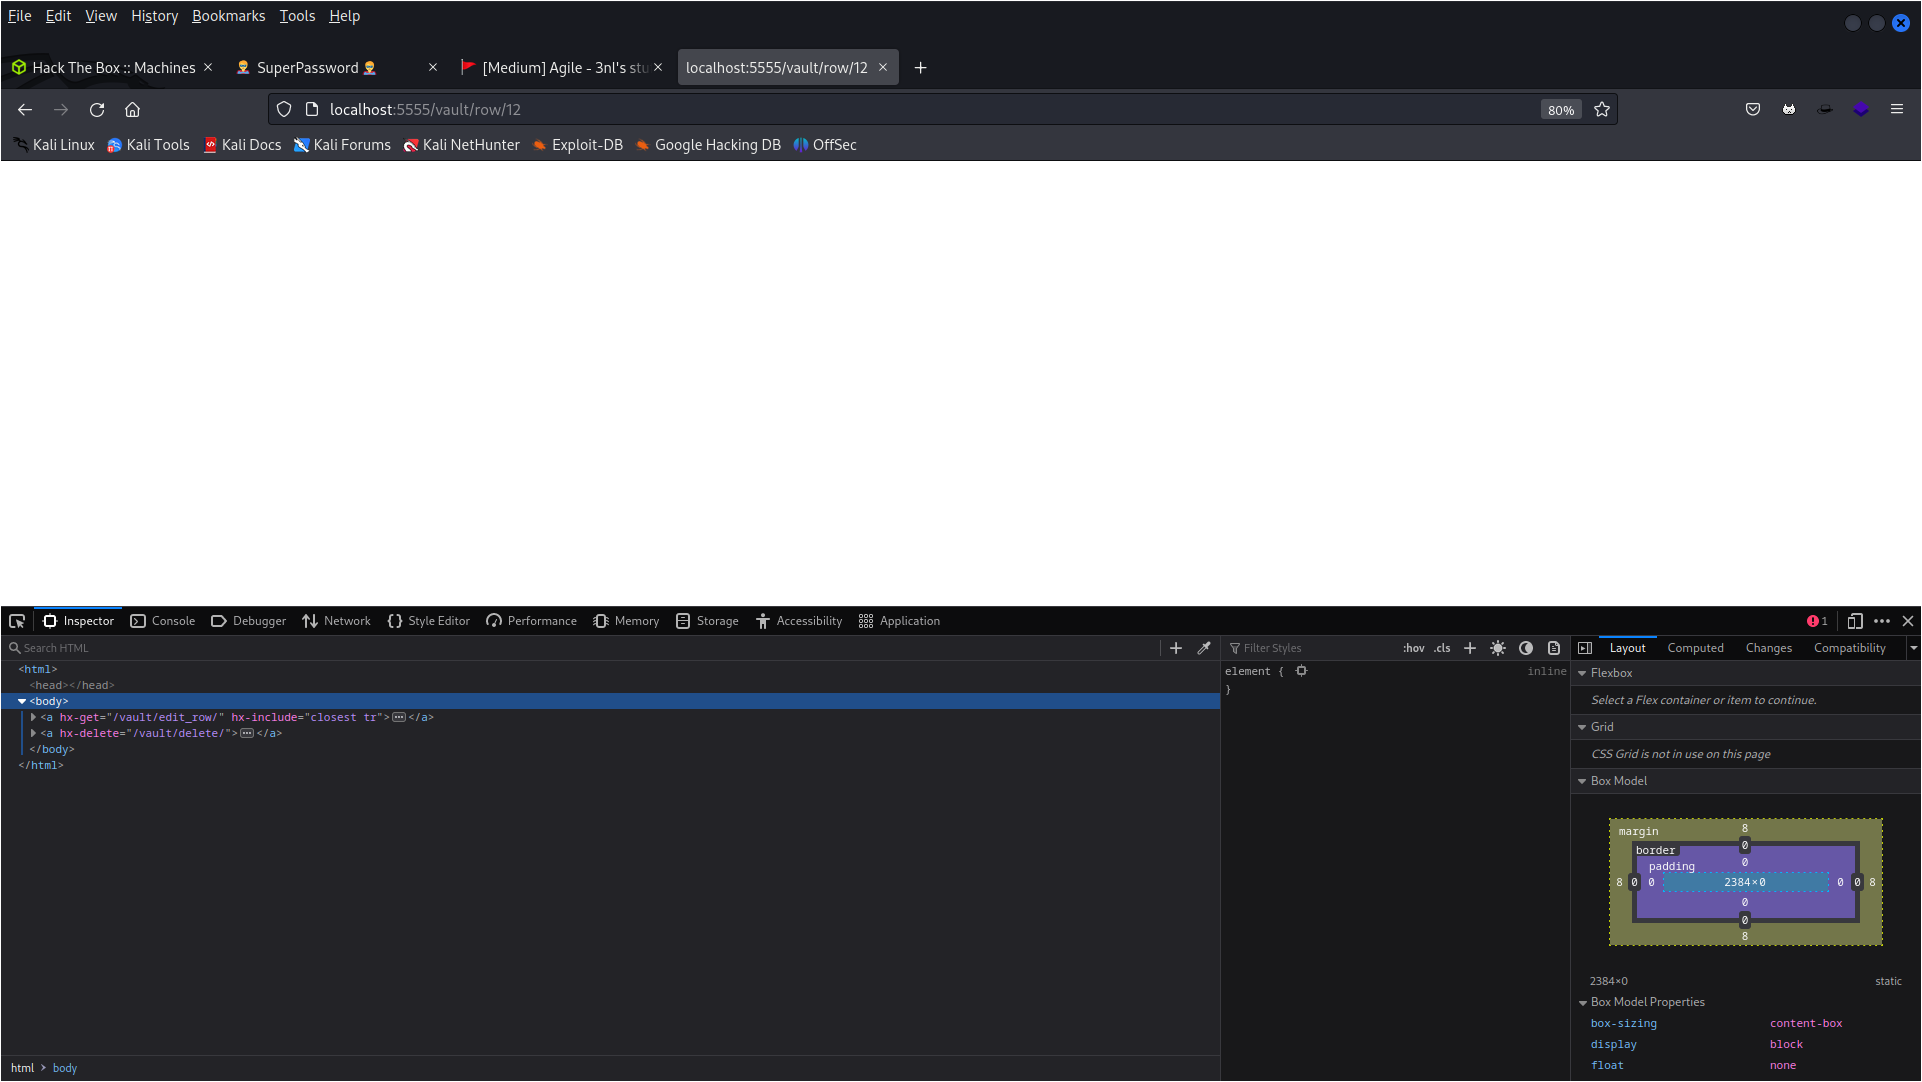 File Edit View History Bookmarks Tools Help
Hack The Box :: Machines SuperPassword [Medium] Agile - 3nl's stu localhost:5555/vault/row/12
localhost:5555/vault/row/12 80%
Kali Linux Kali Tools Kali Docs Kali Forums Kali NetHunter Exploit-DB Google Hacking DB OffSec
Inspector Console Debugger Network Style Editor Performance Memory Storage Accessibility Application 1
Search HTML
Filter Styles :hov .cls
Layout Computed Changes Compatibility
<html>
<head></head>
<body>
<a hx-get="/vault/edit_row/" hx-include="closest tr"></a>
<a hx-delete="/vault/delete/"></a>
</body>
</html>
element { inline
}
Flexbox
Select a Flex container or item to continue.
Grid
CSS Grid is not in use on this page
Box Model
margin 8
border 0
padding 0
8 0 0 2384×0 0 0 8
0
0
8
2384×0 static
Box Model Properties
box-sizing content-box
display block
float none
html > body